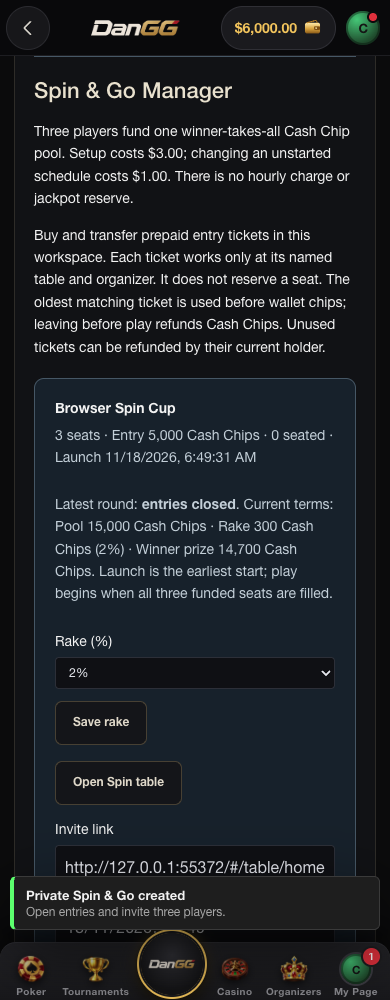 DanGG
$6,000.00
C
Spin & Go Manager
Three players fund one winner-takes-all Cash Chip
pool. Setup costs $3.00; changing an unstarted
schedule costs $1.00. There is no hourly charge or
jackpot reserve.
Buy and transfer prepaid entry tickets in this
workspace. Each ticket works only at its named
table and organizer. It does not reserve a seat. The
oldest matching ticket is used before wallet chips;
leaving before play refunds Cash Chips. Unused
tickets can be refunded by their current holder.
Browser Spin Cup
3 seats · Entry 5,000 Cash Chips · 0 seated ·
Launch 11/18/2026, 6:49:31 AM
Latest round: entries closed. Current terms:
Pool 15,000 Cash Chips · Rake 300 Cash
Chips (2%) · Winner prize 14,700 Cash
Chips. Launch is the earliest start; play
begins when all three funded seats are filled.
Rake (%)
2%
Save rake
Open Spin table
Invite link
http://127.0.0.1:55372/#/table/home
Private Spin & Go created
Open entries and invite three players.
Poker
Tournaments
DanGG
Casino
Organizers
C
1
My Page